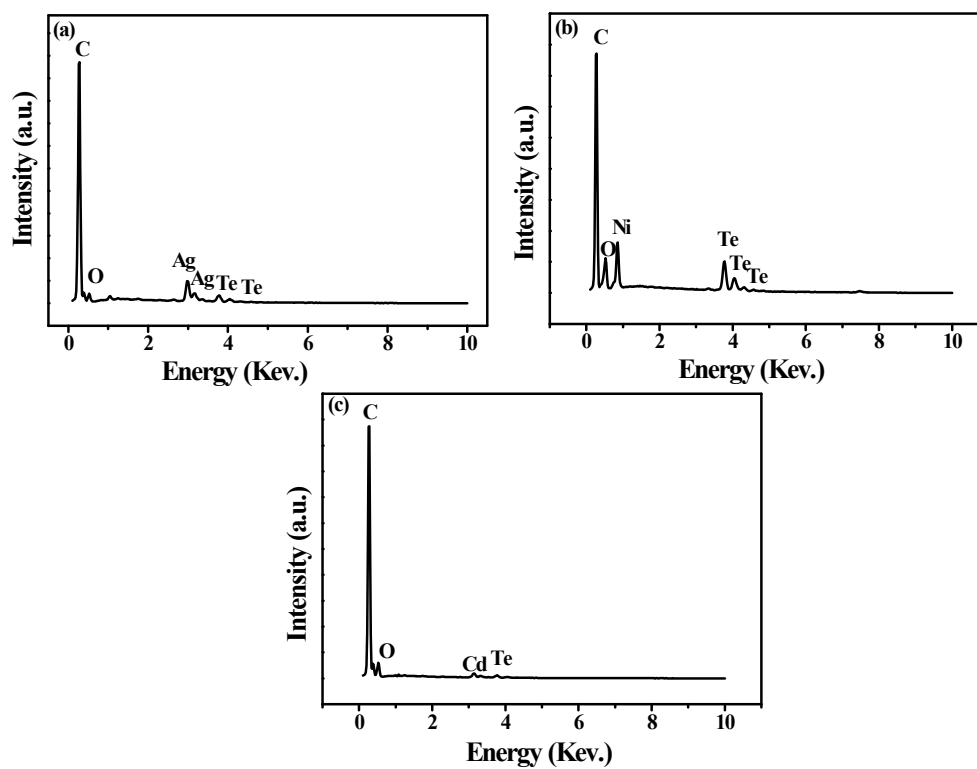 (a)
C
O
Ag
Ag
Te
Te
Intensity (a.u.)
0 2 4 6 8 10
Energy (Kev.)
(b)
C
O
Ni
Te
Te
Te
Intensity (a.u.)
0 2 4 6 8 10
Energy (Kev.)
(c)
C
O
Cd
Te
Intensity (a.u.)
0 2 4 6 8 10
Energy (Kev.)